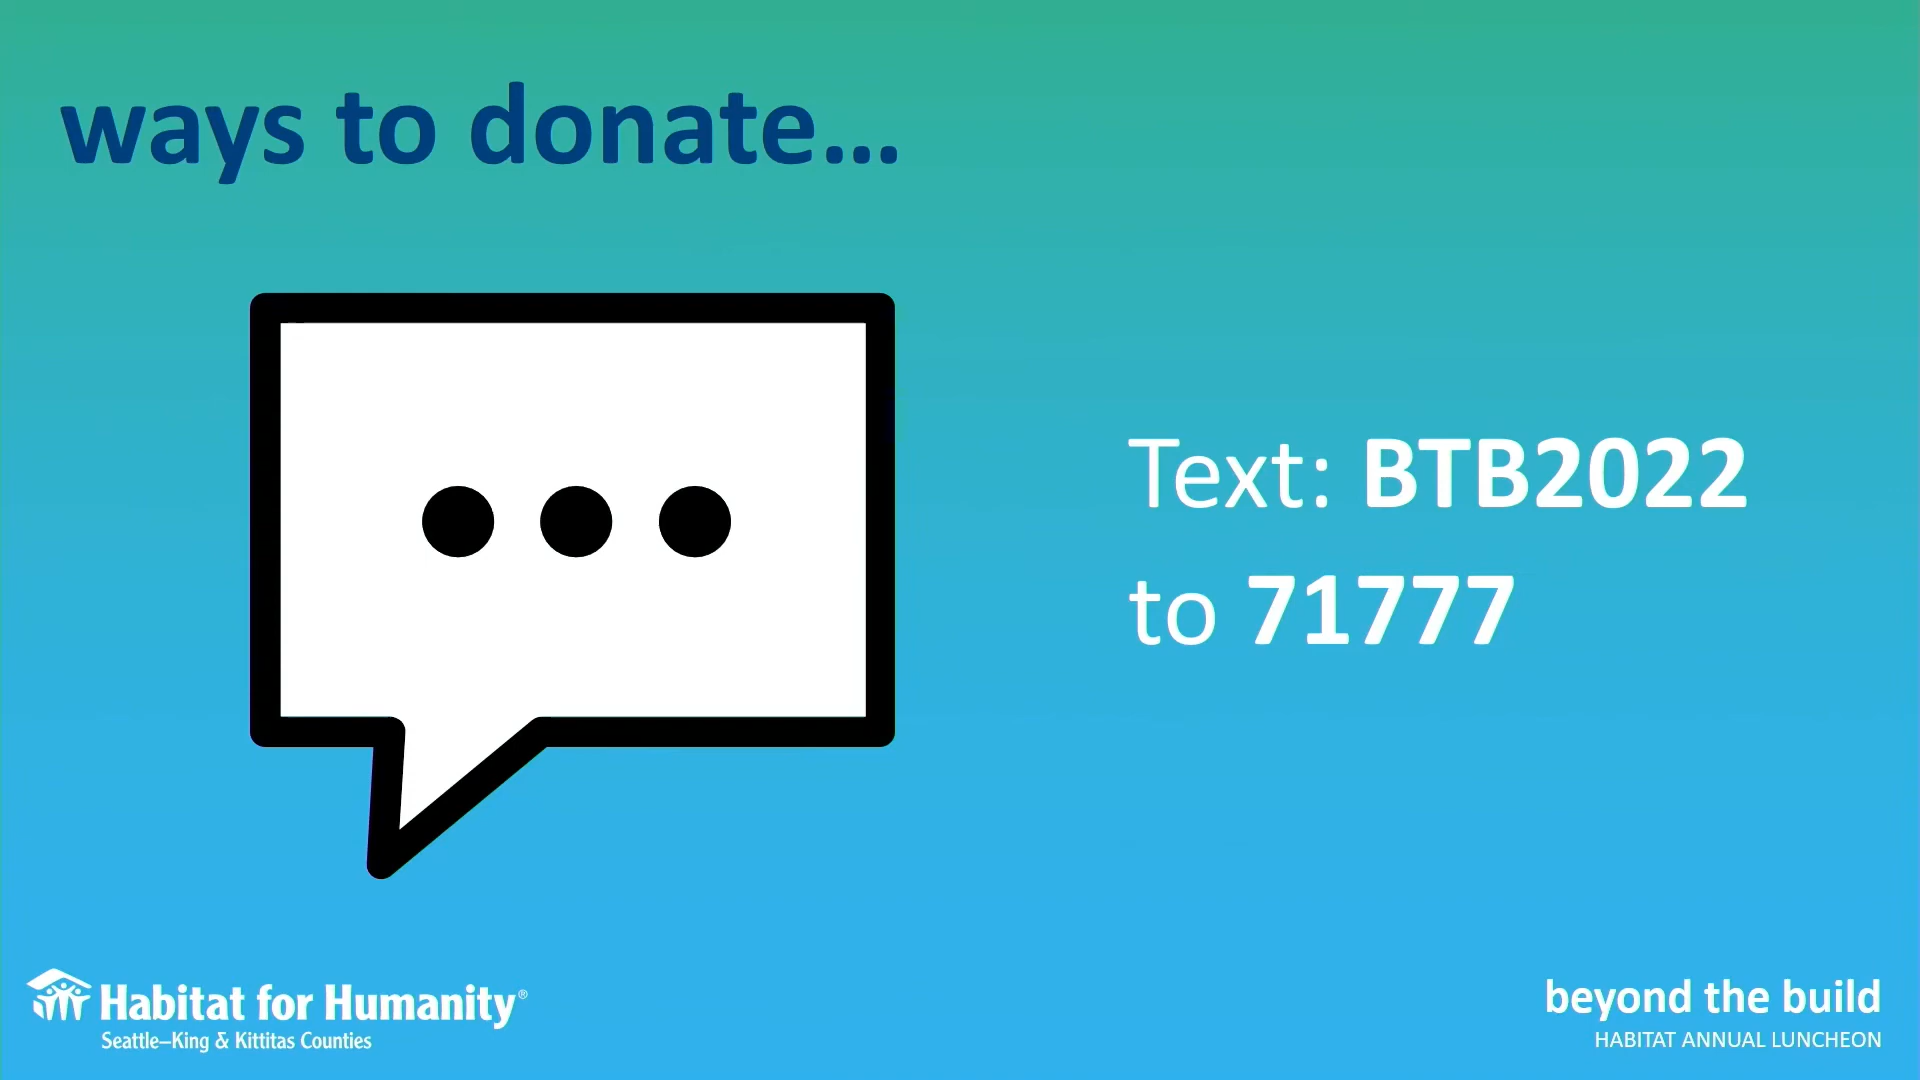 ways to donate...
Text: BTB2022
to 71777
Habitat for Humanity®
Seattle–King & Kittitas Counties
beyond the build
HABITAT ANNUAL LUNCHEON